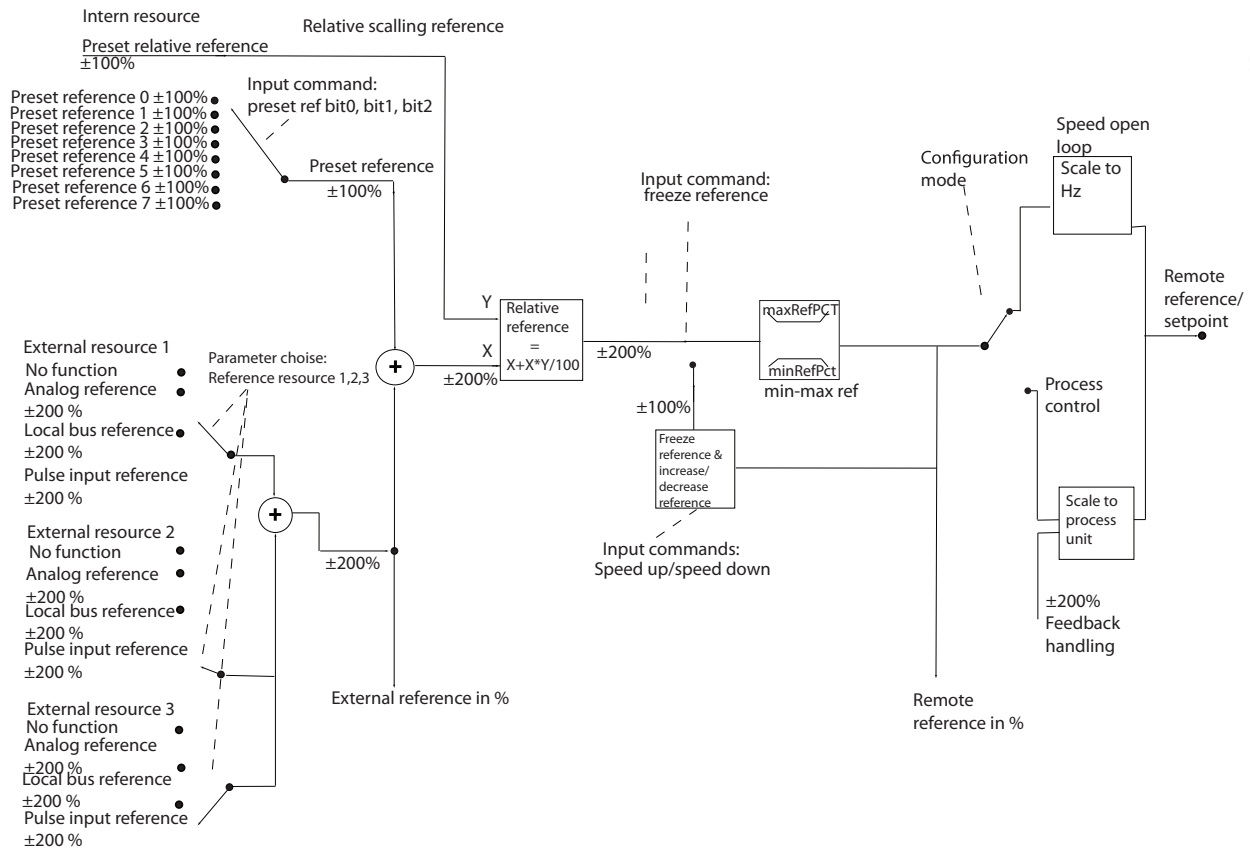 Intern resource
Relative scalling reference
Preset relative reference
±100%
Input command:
preset ref bit0, bit1, bit2
Preset reference 0 ±100%
Preset reference 1 ±100%
Preset reference 2 ±100%
Preset reference 3 ±100%
Preset reference 4 ±100%
Preset reference 5 ±100%
Preset reference 6 ±100%
Preset reference 7 ±100%
Preset reference
±100%
Input command:
freeze reference
Configuration
mode
Speed open
loop
Scale to
Hz
Y
X
±200%
Relative
reference
=
X+X*Y/100
±200%
maxRefPCT
minRefPct
min-max ref
Remote
reference/
setpoint
External resource 1
No function
Analog reference
±200 %
Local bus reference
±200 %
Pulse input reference
±200 %
Parameter choise:
Reference resource 1,2,3
+
+
±200%
±100%
Freeze
reference &
increase/
decrease
reference
Input commands:
Speed up/speed down
Process
control
Scale to
process
unit
±200%
Feedback
handling
External resource 2
No function
Analog reference
±200 %
Local bus reference
±200 %
Pulse input reference
±200 %
External reference in %
Remote
reference in %
External resource 3
No function
Analog reference
±200 %
Local bus reference
±200 %
Pulse input reference
±200 %